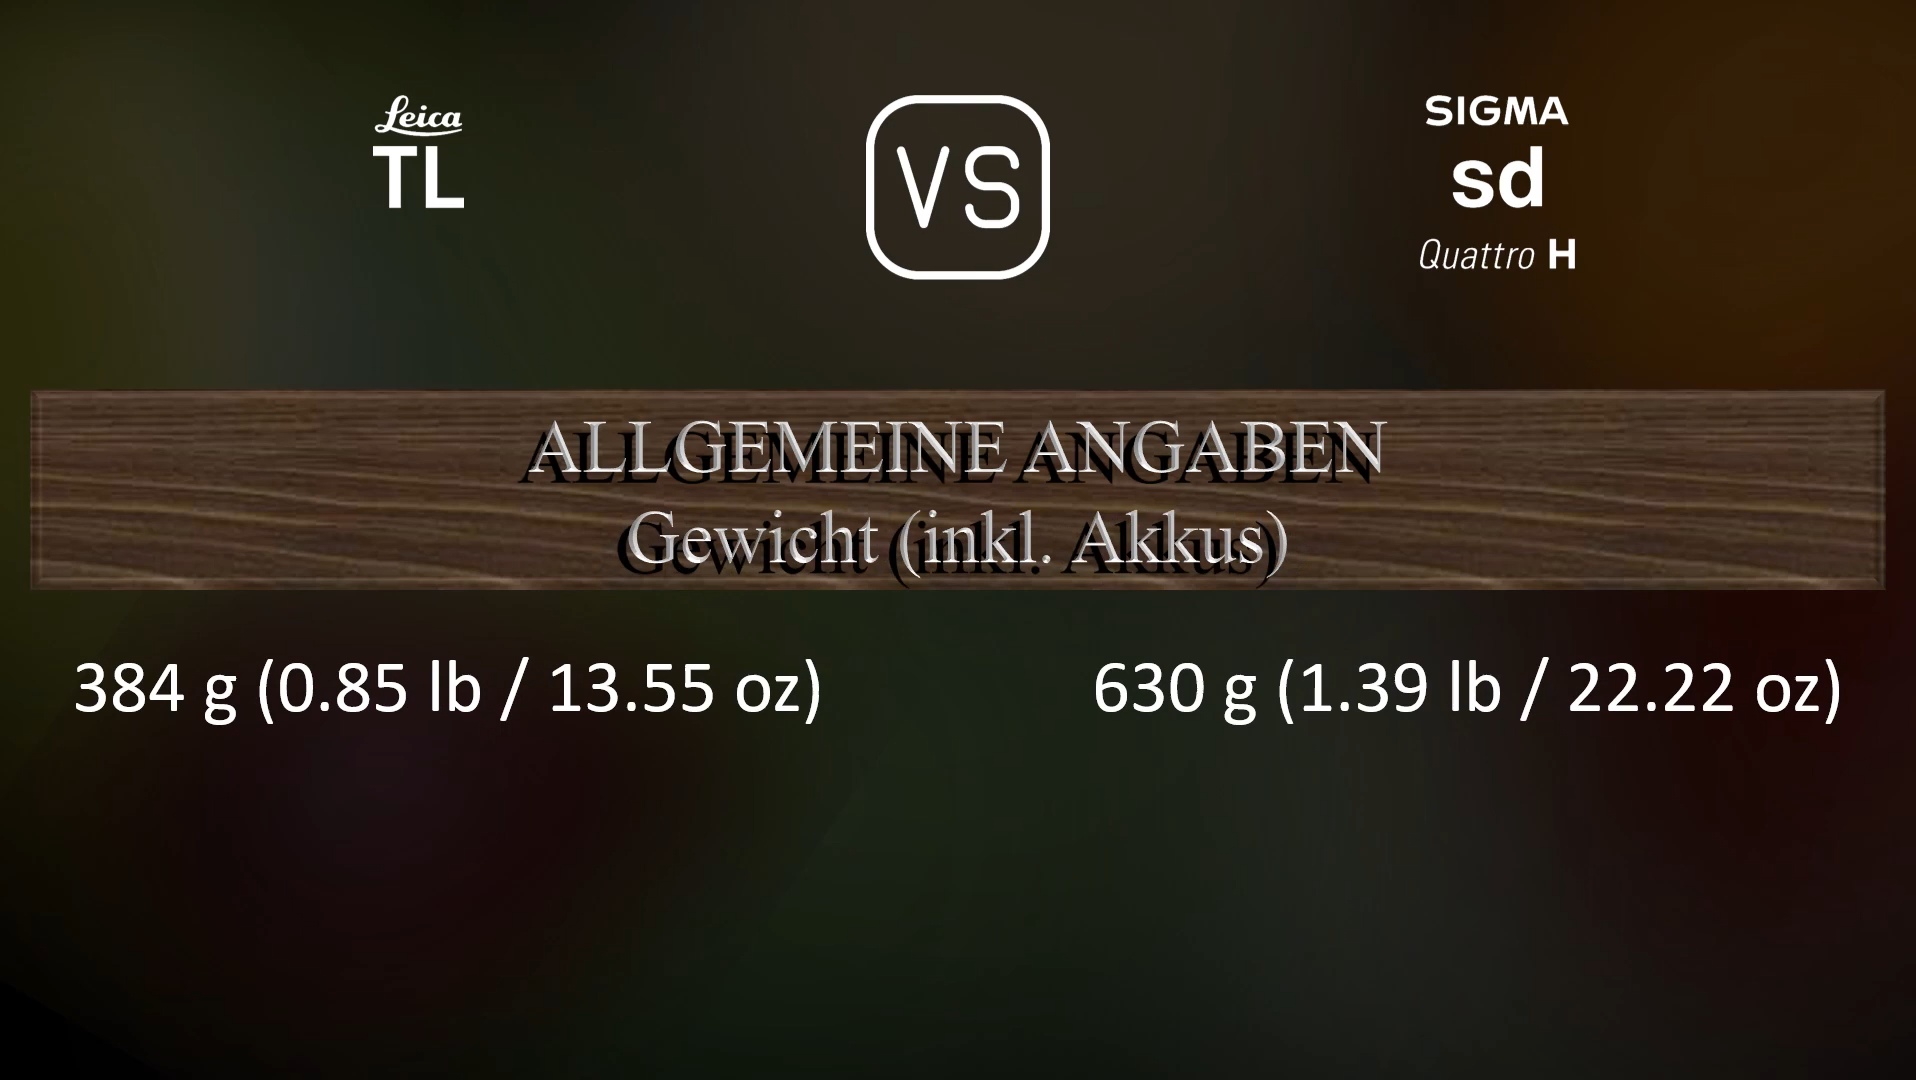 Leica
TL
VS
SIGMA
sd
Quattro H
ALLGEMEINE ANGABEN
Gewicht (inkl. Akkus)
384 g (0.85 lb / 13.55 oz)
630 g (1.39 lb / 22.22 oz)